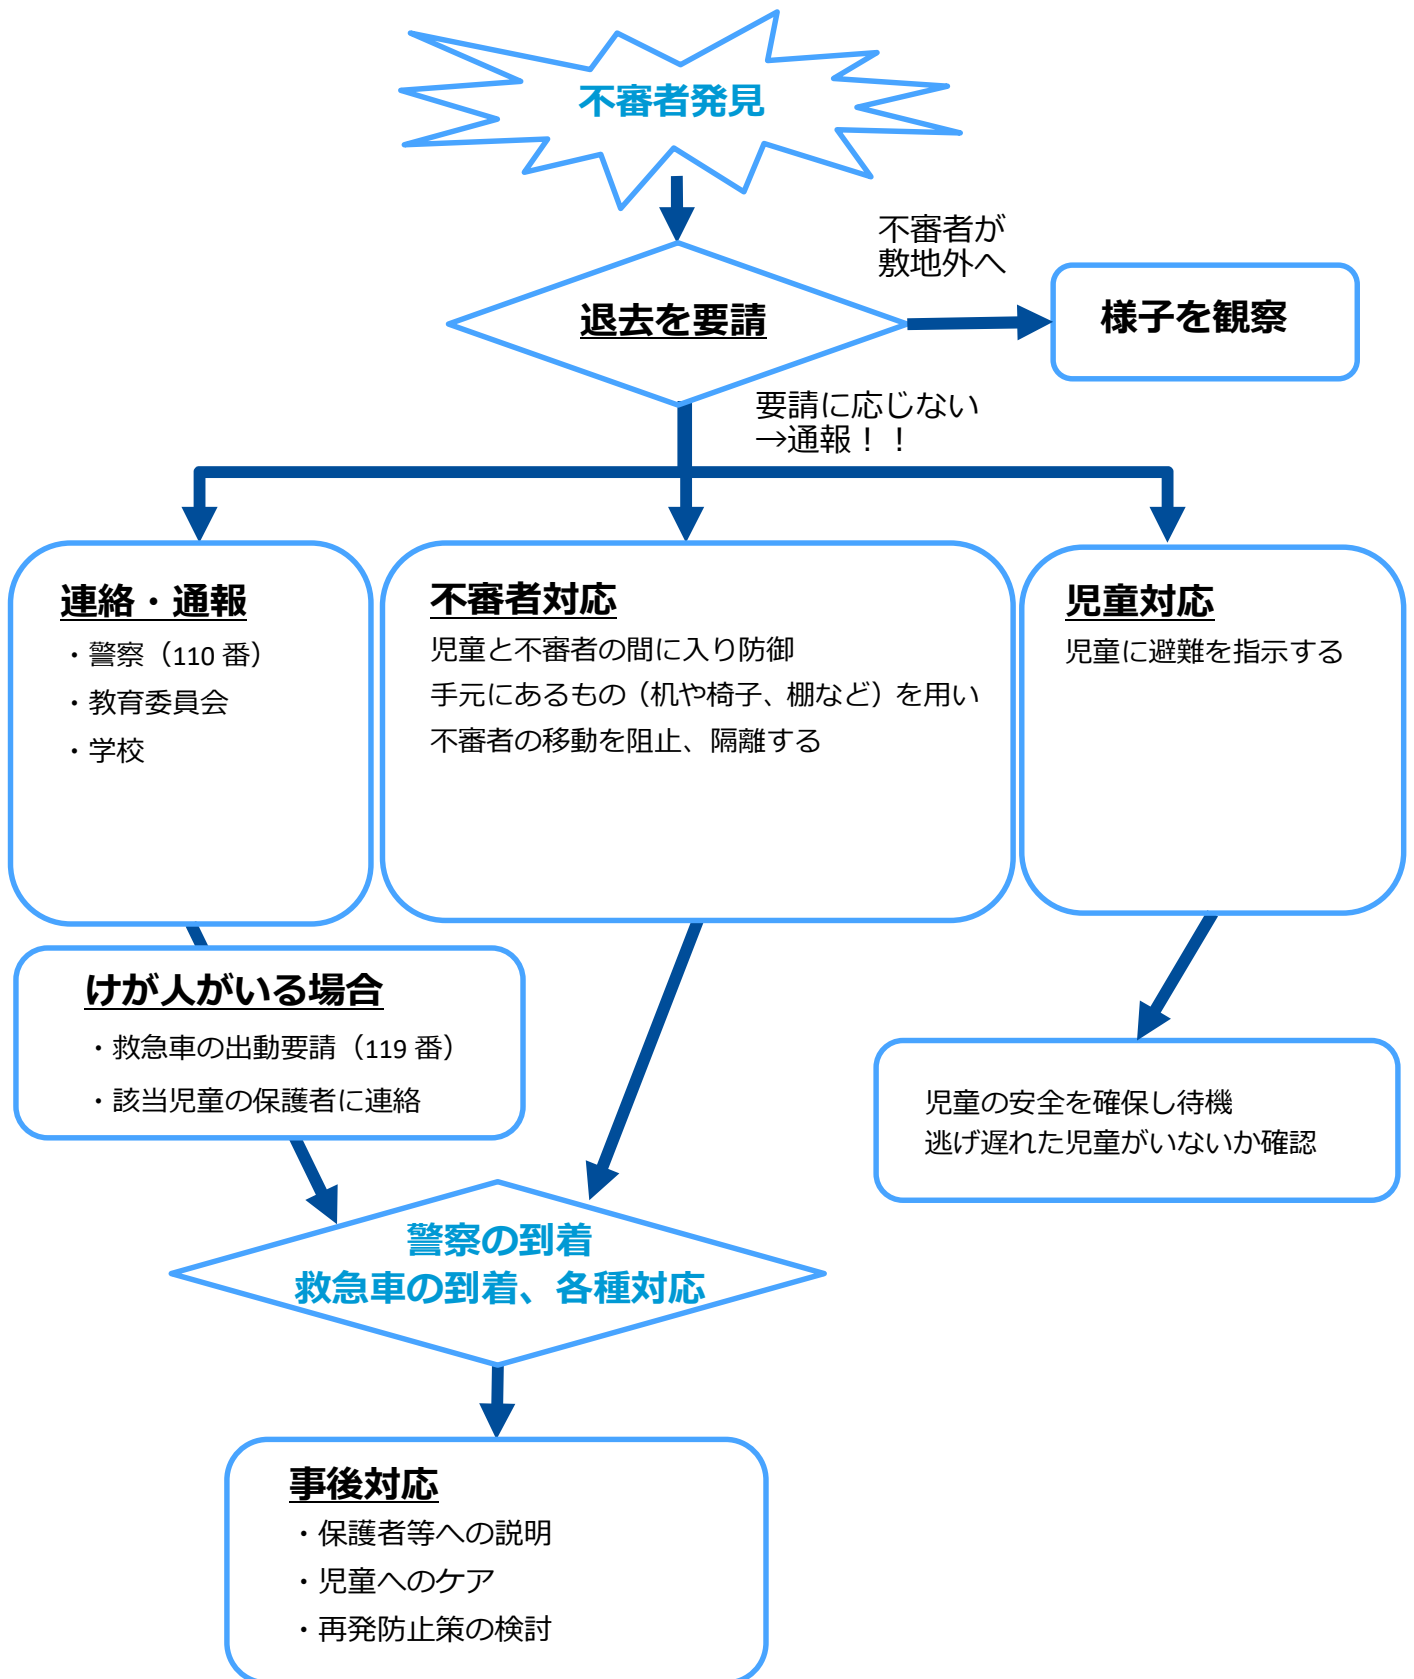 不審者発見
不審者が
敷地外へ
退去を要請
様子を観察
要請に応じない
→通報！！
連絡・通報
・警察（110番）
・教育委員会
・学校
不審者対応
児童と不審者の間に入り防御
手元にあるもの（机や椅子、棚など）を用い
不審者の移動を阻止、隔離する
児童対応
児童に避難を指示する
けが人がいる場合
・救急車の出動要請（119番）
・該当児童の保護者に連絡
児童の安全を確保し待機
逃げ遅れた児童がいないか確認
警察の到着
救急車の到着、各種対応
事後対応
・保護者等への説明
・児童へのケア
・再発防止策の検討